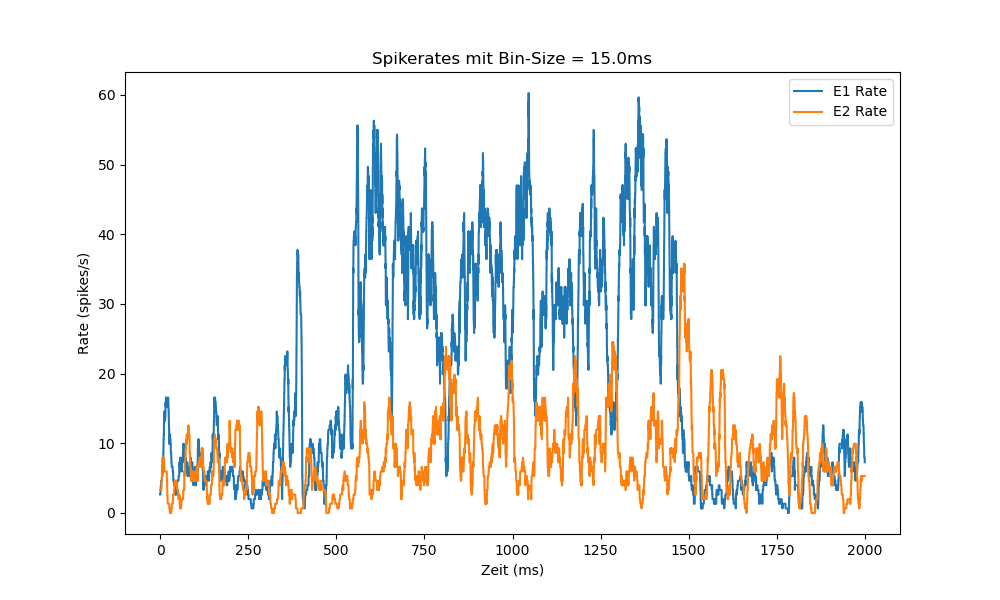 Spikerates mit Bin-Size = 15.0ms
E1 Rate
E2 Rate
60
50
40
30
20
10
0
Rate (spikes/s)
0 250 500 750 1000 1250 1500 1750 2000
Zeit (ms)